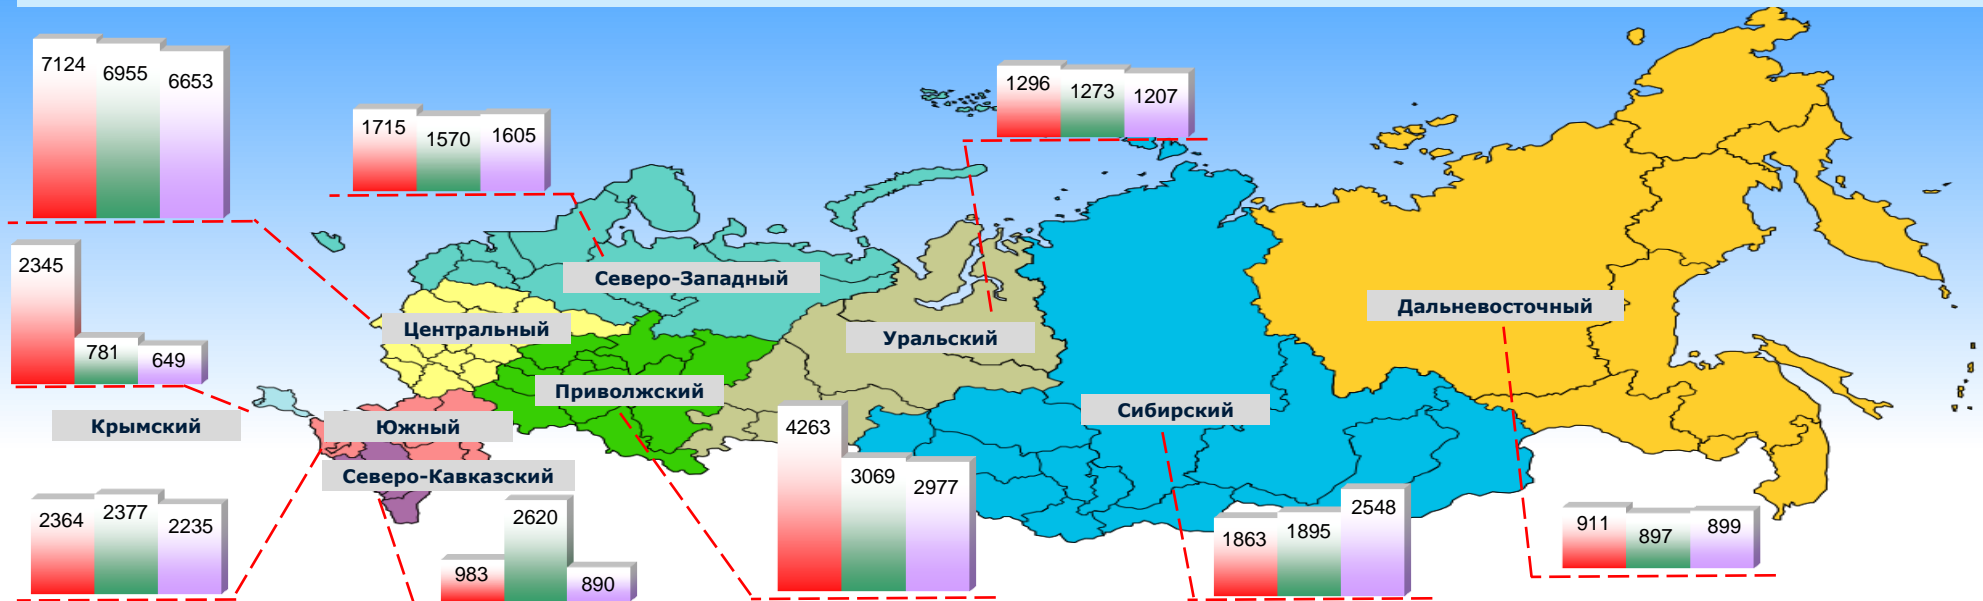 7124 6955 6653
1296 1273 1207
1715 1570 1605
2345 781 649
Северо-Западный
Дальневосточный
Центральный
Уральский
Приволжский
Сибирский
Крымский
Южный
Северо-Кавказский
4263 3069 2977
2364 2377 2235
983 2620 890
1863 1895 2548
911 897 899